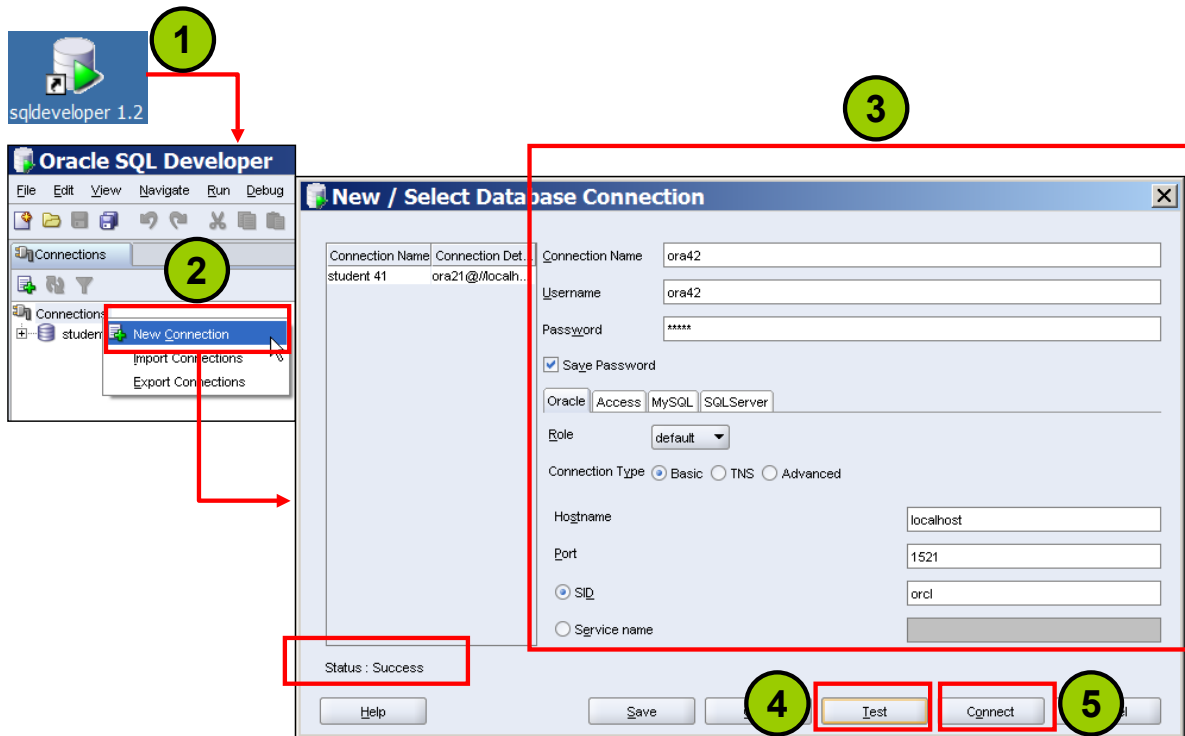 1
sqldeveloper 1.2
3
Oracle SQL Developer
File Edit View Navigate Run Debug
Connections
2
Connections
student
New Connection
Import Connections
Export Connections
New / Select Database Connection
Connection Name Connection Det...
student 41 ora21@//localh...
Connection Name ora42
Username ora42
Password *****
Save Password
Oracle Access MySQL SQLServer
Role default
Connection Type Basic TNS Advanced
Hostname localhost
Port 1521
SID orcl
Service name
Status : Success
Help Save 4 Test Connect 5